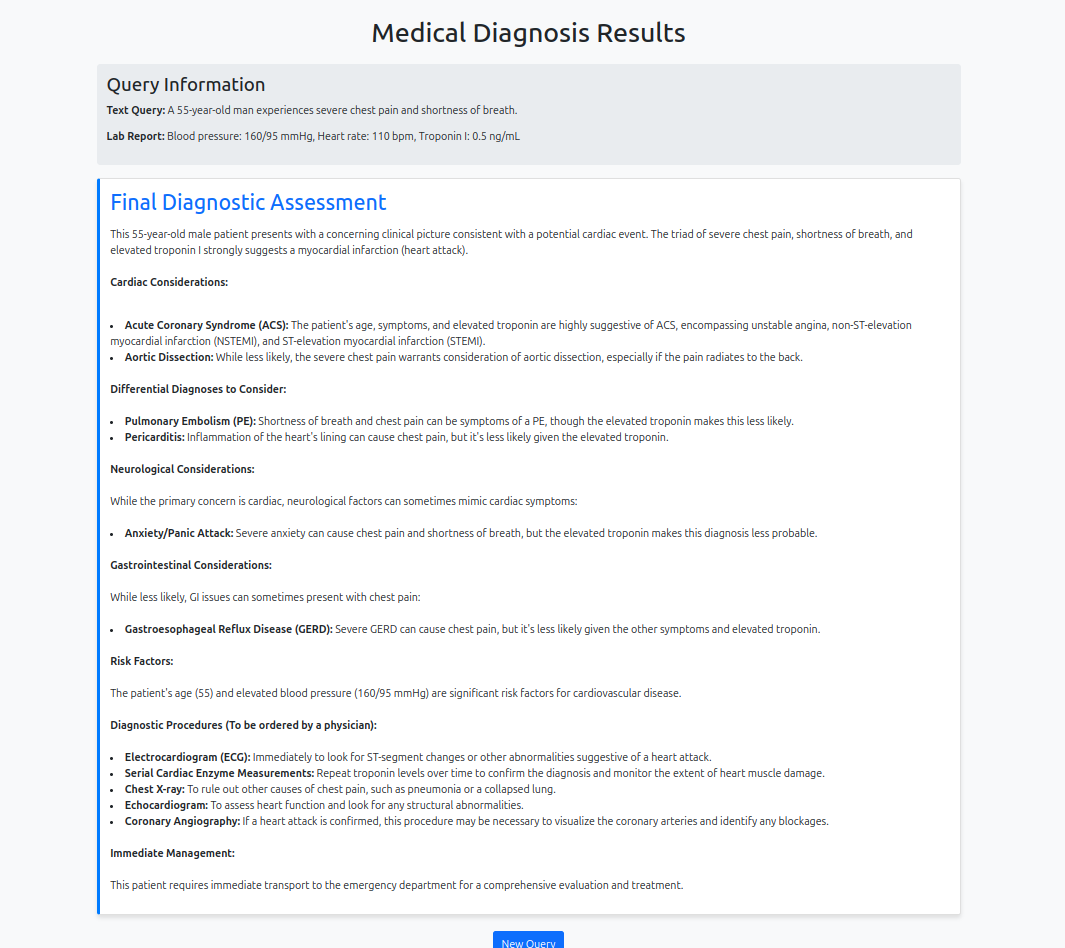 Medical Diagnosis Results
Query Information
Text Query: A 55-year-old man experiences severe chest pain and shortness of breath.
Lab Report: Blood pressure: 160/95 mmHg, Heart rate: 110 bpm, Troponin I: 0.5 ng/mL
Final Diagnostic Assessment
This 55-year-old male patient presents with a concerning clinical picture consistent with a potential cardiac event. The triad of severe chest pain, shortness of breath, and
elevated troponin I strongly suggests a myocardial infarction (heart attack).
Cardiac Considerations:
• Acute Coronary Syndrome (ACS): The patient's age, symptoms, and elevated troponin are highly suggestive of ACS, encompassing unstable angina, non-ST-elevation
myocardial infarction (NSTEMI), and ST-elevation myocardial infarction (STEMI).
• Aortic Dissection: While less likely, the severe chest pain warrants consideration of aortic dissection, especially if the pain radiates to the back.
Differential Diagnoses to Consider:
• Pulmonary Embolism (PE): Shortness of breath and chest pain can be symptoms of a PE, though the elevated troponin makes this less likely.
• Pericarditis: Inflammation of the heart's lining can cause chest pain, but it's less likely given the elevated troponin.
Neurological Considerations:
While the primary concern is cardiac, neurological factors can sometimes mimic cardiac symptoms:
• Anxiety/Panic Attack: Severe anxiety can cause chest pain and shortness of breath, but the elevated troponin makes this diagnosis less probable.
Gastrointestinal Considerations:
While less likely, GI issues can sometimes present with chest pain:
• Gastroesophageal Reflux Disease (GERD): Severe GERD can cause chest pain, but it's less likely given the other symptoms and elevated troponin.
Risk Factors:
The patient's age (55) and elevated blood pressure (160/95 mmHg) are significant risk factors for cardiovascular disease.
Diagnostic Procedures (To be ordered by a physician):
• Electrocardiogram (ECG): Immediately to look for ST-segment changes or other abnormalities suggestive of a heart attack.
• Serial Cardiac Enzyme Measurements: Repeat troponin levels over time to confirm the diagnosis and monitor the extent of heart muscle damage.
• Chest X-ray: To rule out other causes of chest pain, such as pneumonia or a collapsed lung.
• Echocardiogram: To assess heart function and look for any structural abnormalities.
• Coronary Angiography: If a heart attack is confirmed, this procedure may be necessary to visualize the coronary arteries and identify any blockages.
Immediate Management:
This patient requires immediate transport to the emergency department for a comprehensive evaluation and treatment.
New Query